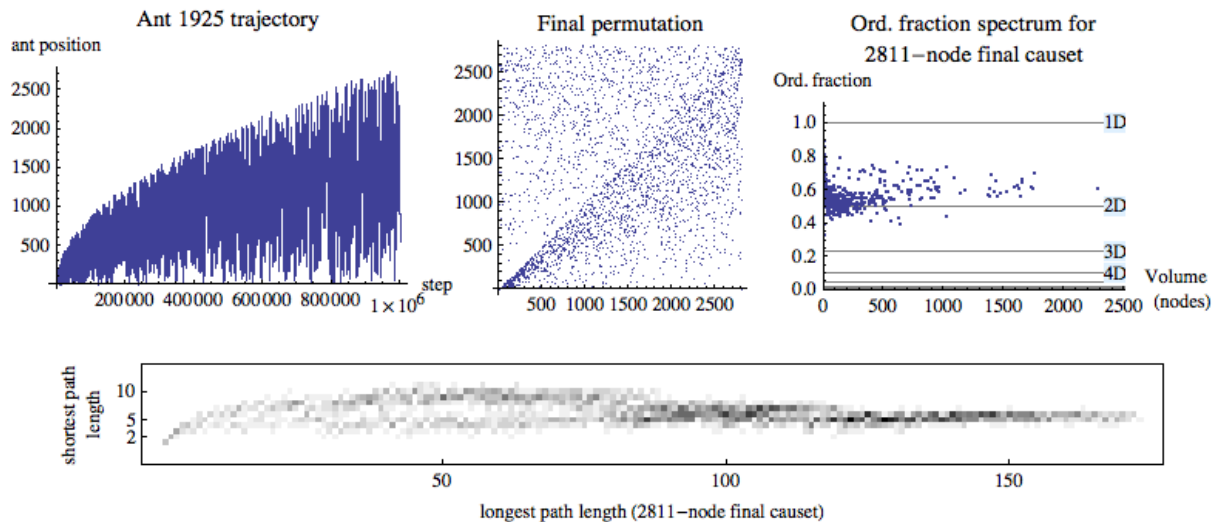 Ant 1925 trajectory
ant position
2500
2000
1500
1000
500
200000 400000 600000 800000 1×10^6
step
Final permutation
2500
2000
1500
1000
500
500 1000 1500 2000 2500
Ord. fraction spectrum for
2811-node final causet
Ord. fraction
1.0
0.8
0.6
0.4
0.2
0.0
1D
2D
3D
4D
0 500 1000 1500 2000 2500
Volume
(nodes)
shortest path
length
10
5
2
50 100 150
longest path length (2811-node final causet)